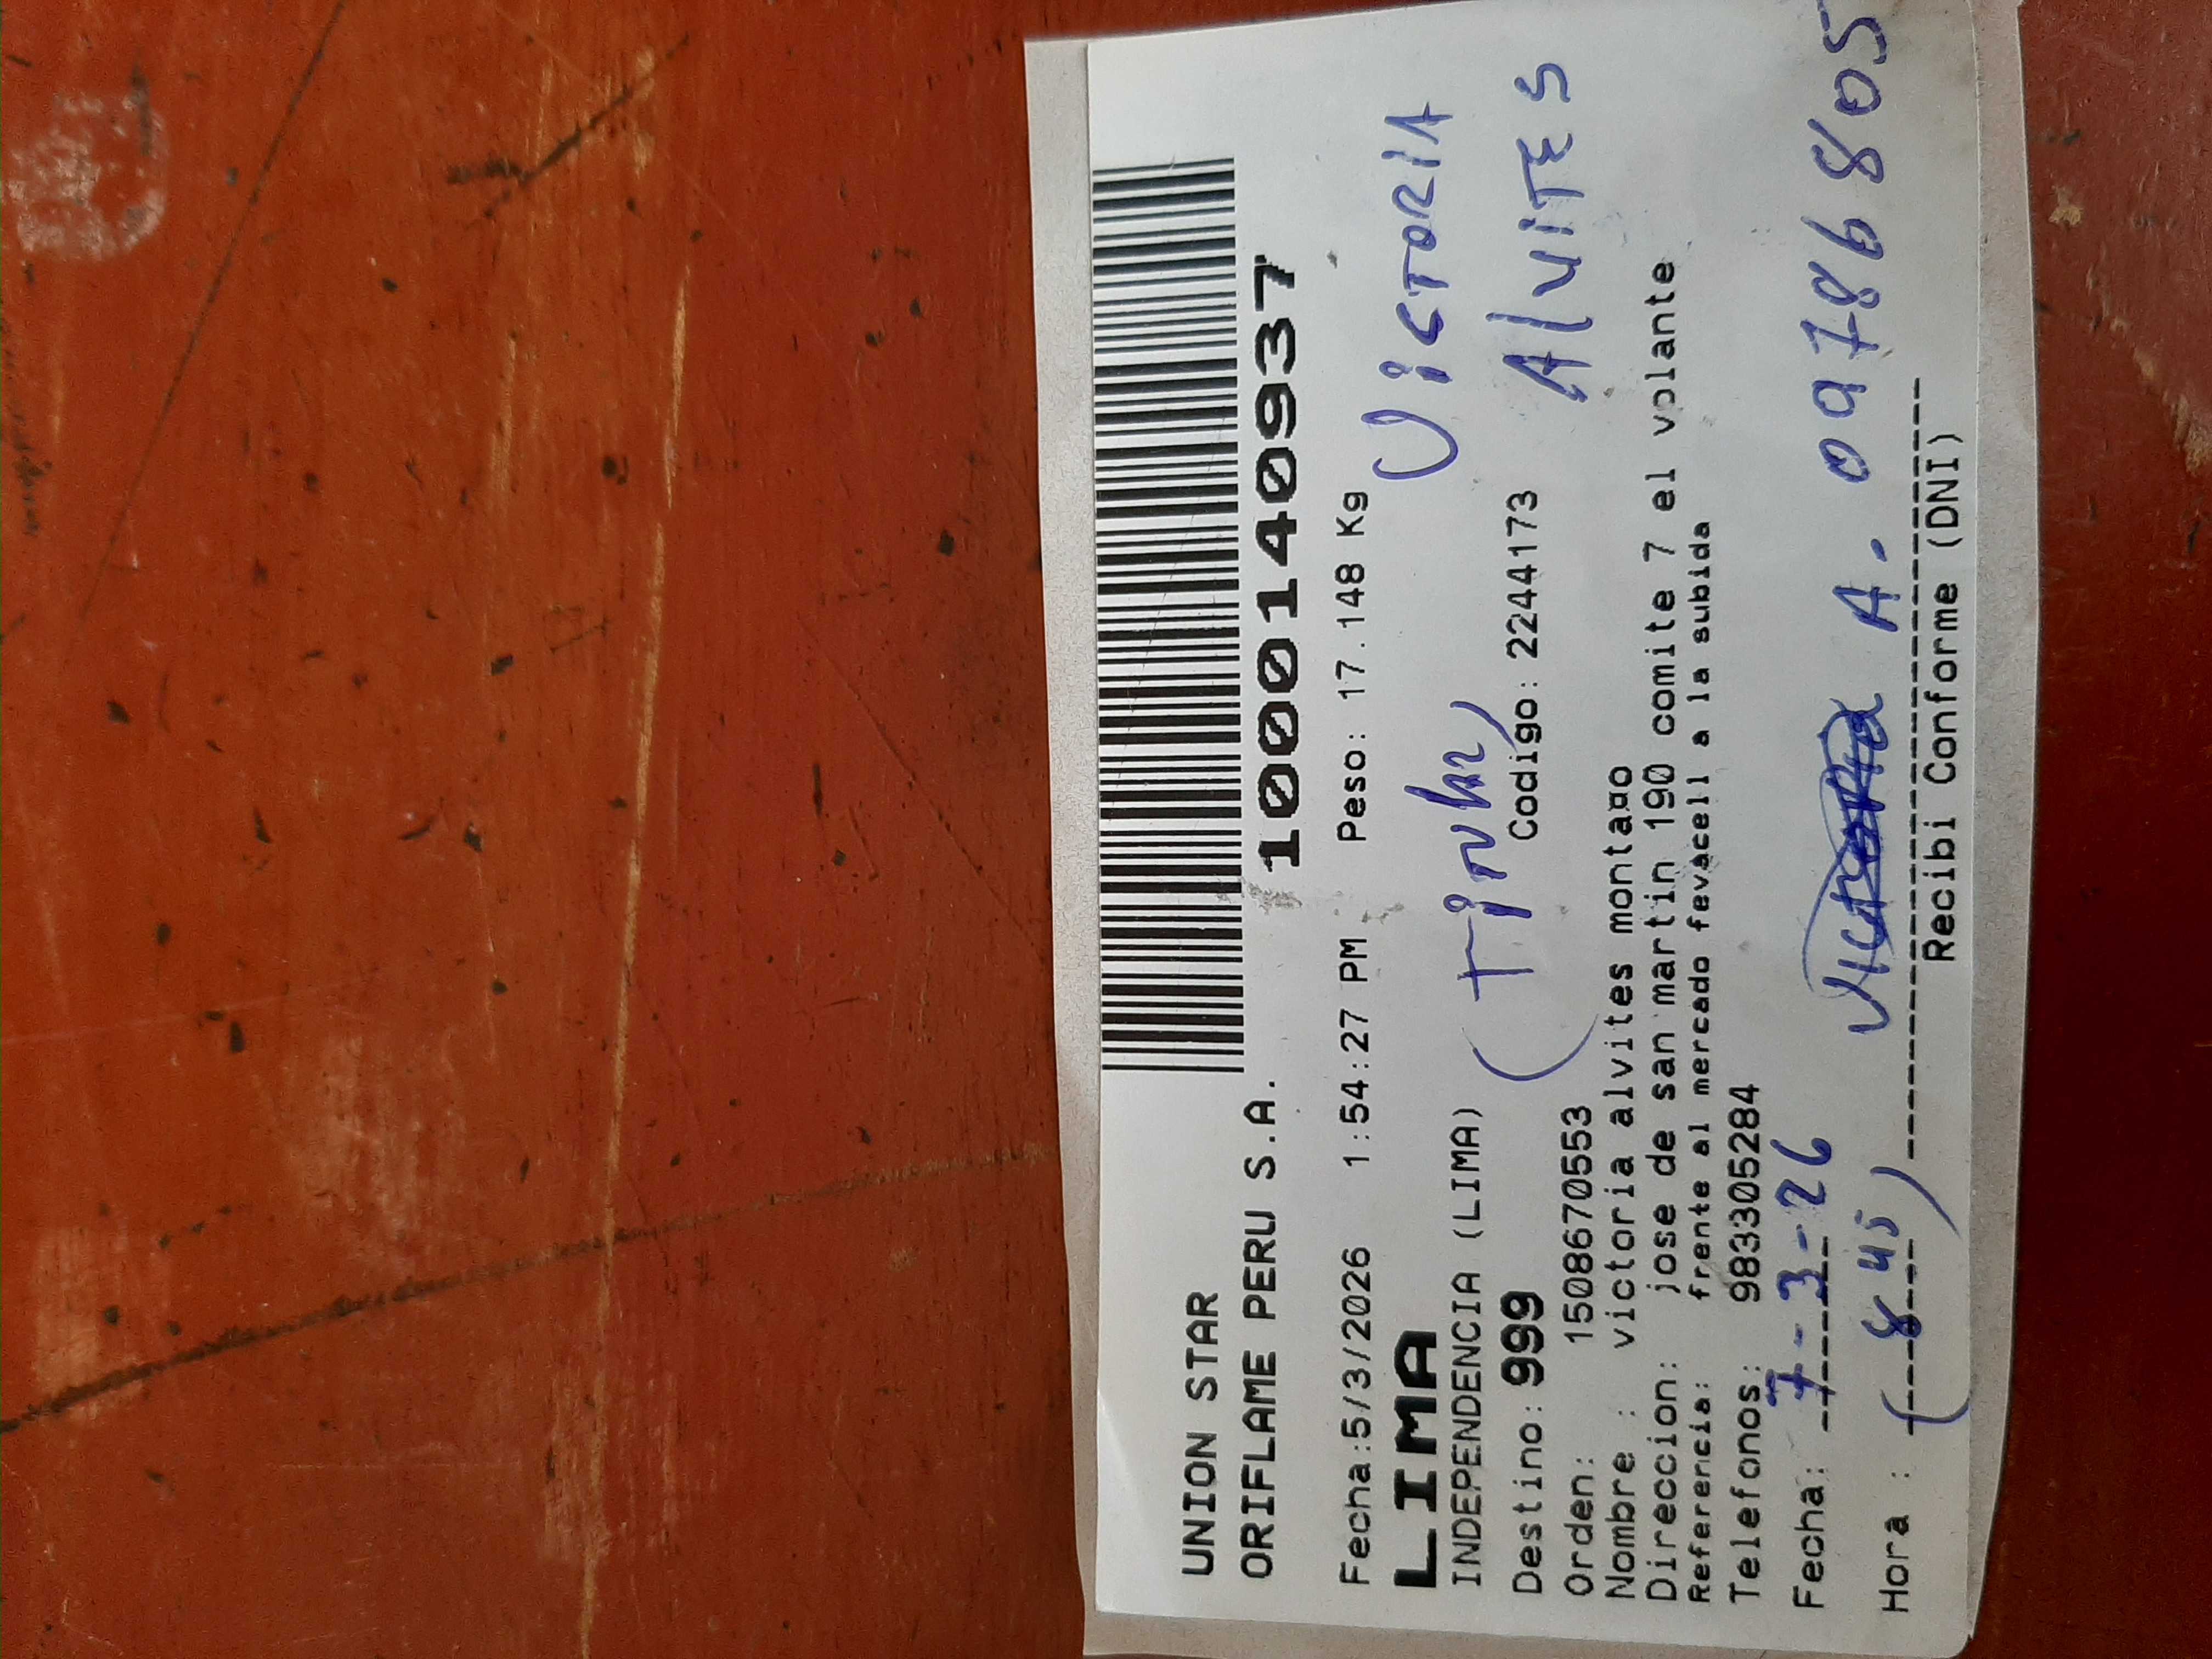 UNION STAR
ORIFLAME PERU S.A.
1000140937
Fecha:5/3/2026 1:54:27 PM Peso: 17.148 Kg
LIMA
VicTORIA
INDEPENDENCIA (LIMA)
AlviTES
Destino: 999 Codigo: 2244173
Orden: 15086670553
Nombre : victoria alvites montaño
Direccion: jose de san martin 190 comite 7 el volante
Referencia: frente al mercado fevacell a la subida
Telefonos: 983305284
Fecha: 7-3-26
Hora : (8 45) A. 09786805
Recibi Conforme (DNI)